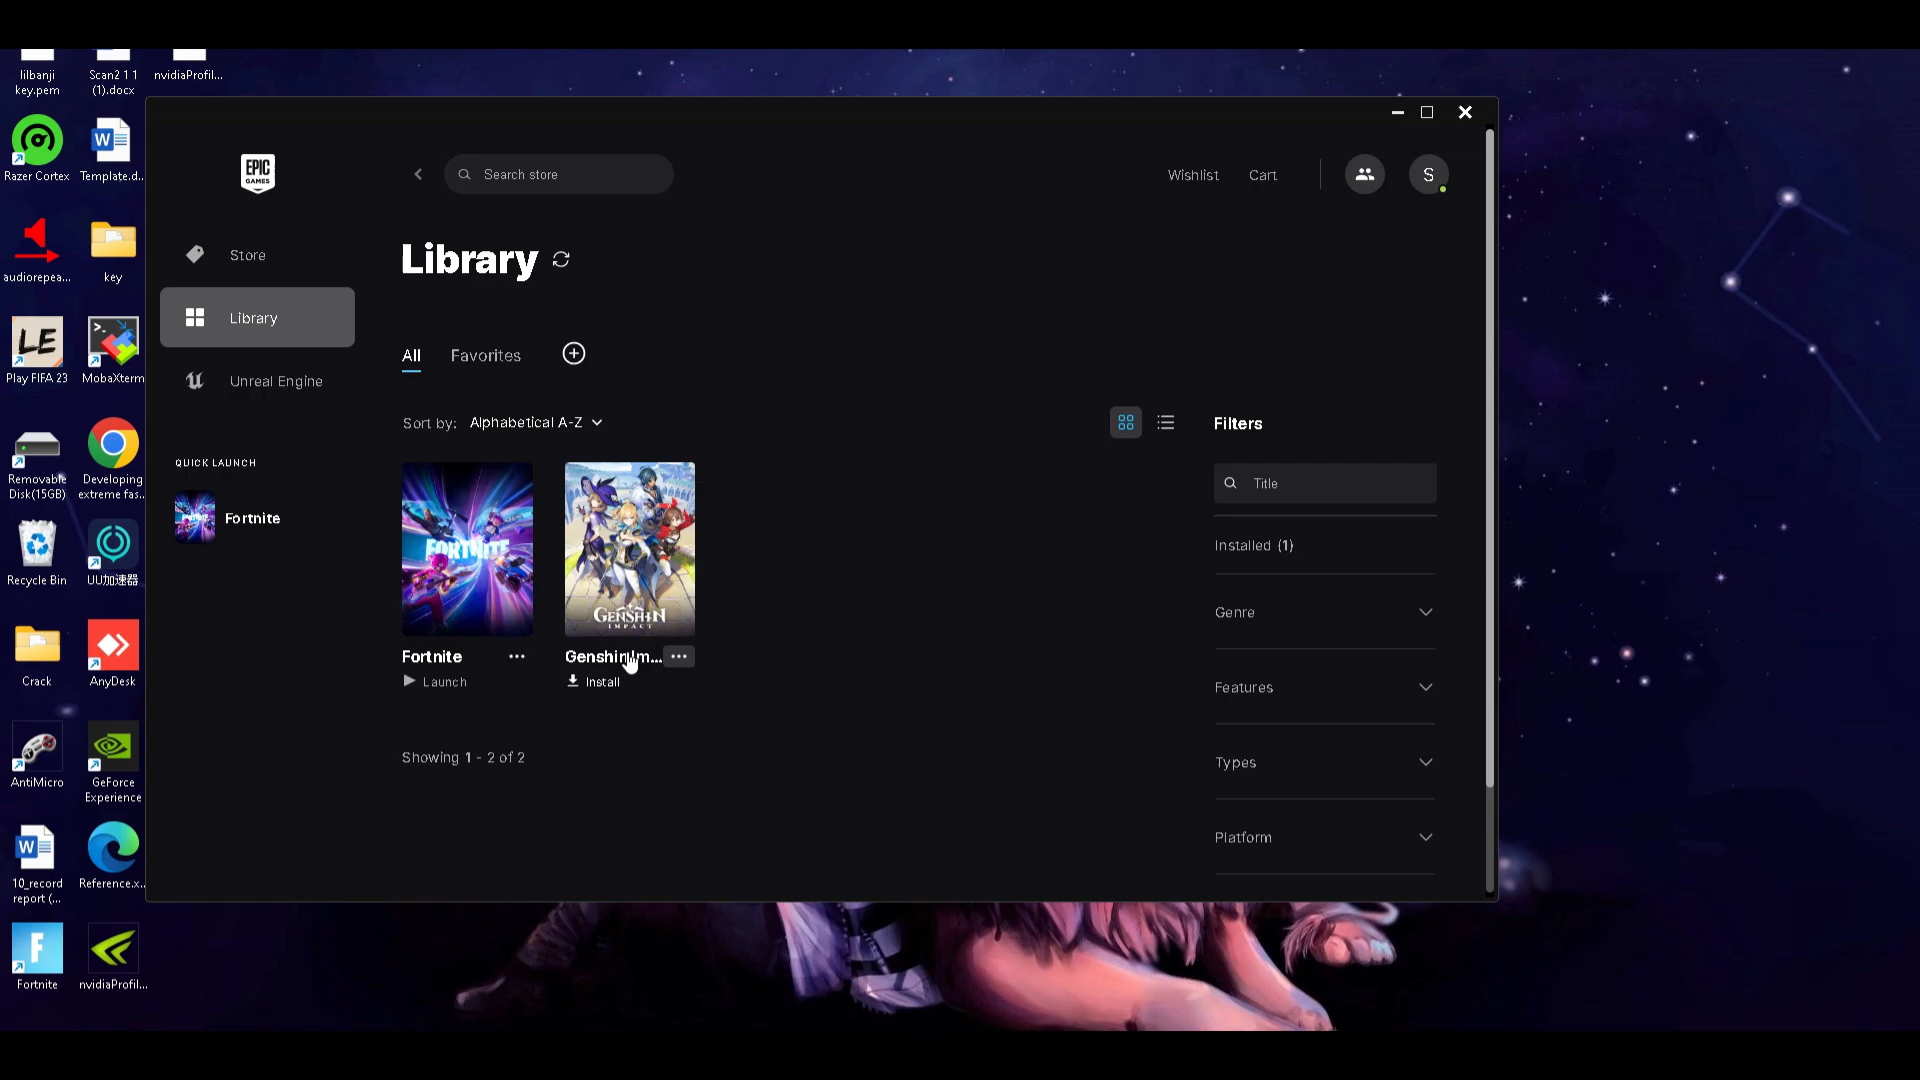 lilbanji
key.pem
Scan2 1 1
(1).docx
nvidiaProfil...
Razer Cortex
Template.d...
audiorepea...
key
LE
Play FIFA 23
MobaXterm
Removable
Disk(15GB)
Developing
extreme fas...
Recycle Bin
UU加速器
Crack
AnyDesk
AntiMicro
GeForce
Experience
W
10_record
report (...
Reference.x...
F
Fortnite
nvidiaProfil...
EPIC
GAMES
Search store
Wishlist
Cart
S
Store
Library
Unreal Engine
QUICK LAUNCH
Fortnite
Library
All
Favorites
Sort by: Alphabetical A-Z
FORTNITE
GENSHIN
IMPACT
Fortnite
...
Launch
Genshin Im...
...
Install
Showing 1 - 2 of 2
Filters
Title
Installed (1)
Genre
Features
Types
Platform